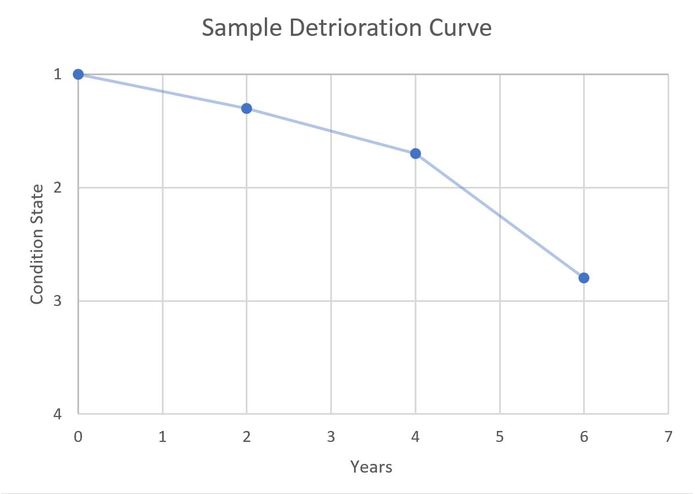 Sample Detrioration Curve
1
2
3
4
Condition State
0 1 2 3 4 5 6 7
Years